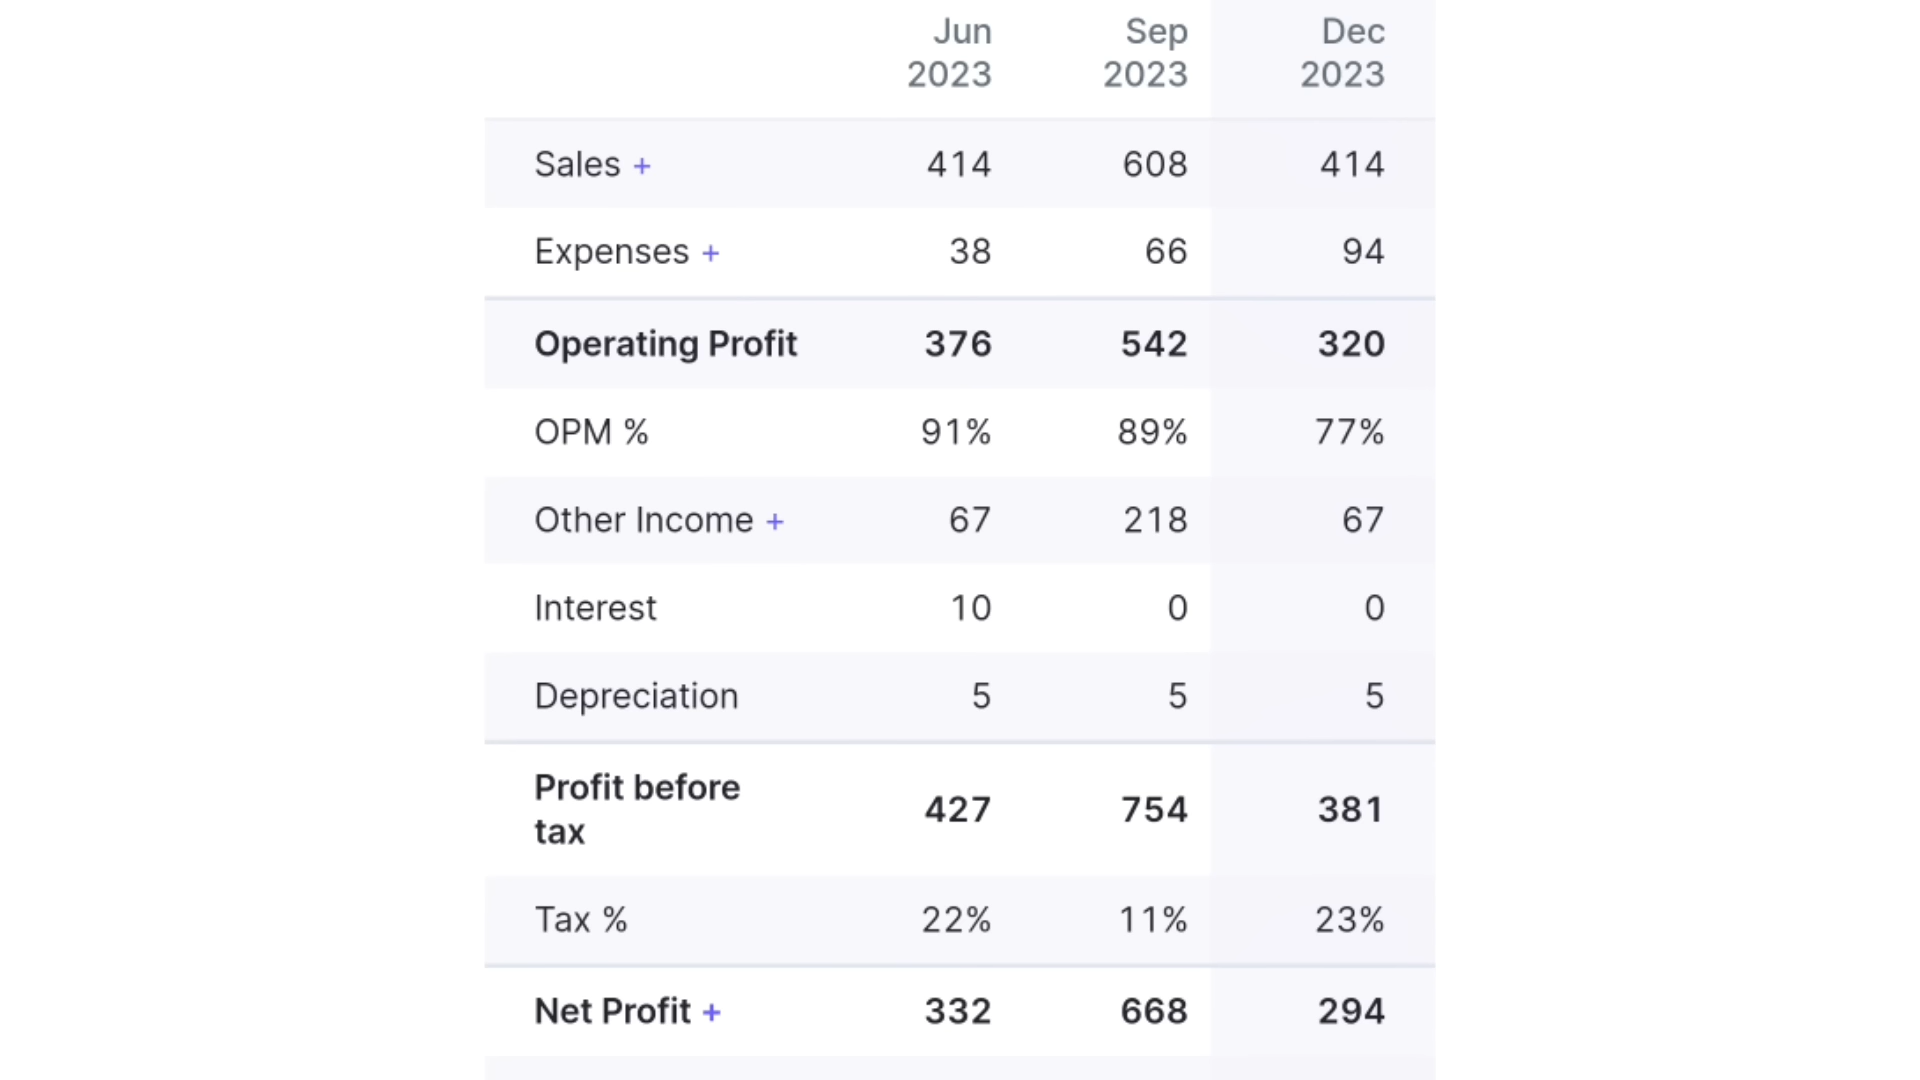 Jun Sep Dec
2023 2023 2023
Sales + 414 608 414
Expenses + 38 66 94
Operating Profit 376 542 320
OPM % 91% 89% 77%
Other Income + 67 218 67
Interest 10 0 0
Depreciation 5 5 5
Profit before
tax 427 754 381
Tax % 22% 11% 23%
Net Profit + 332 668 294